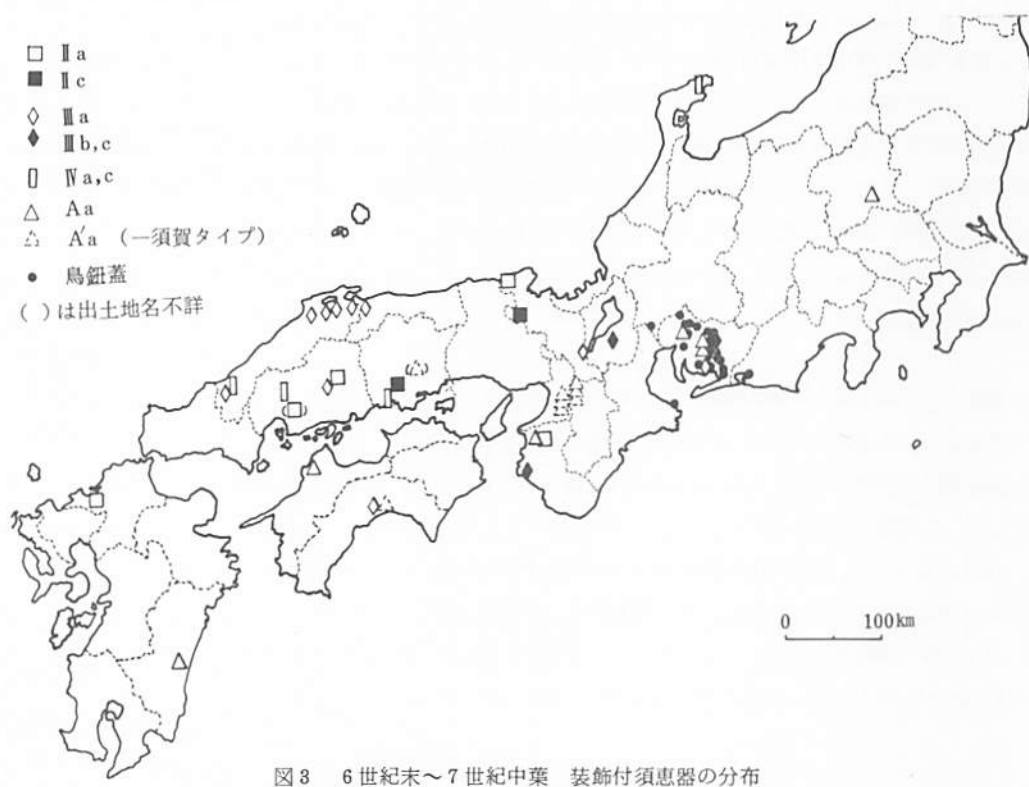 □ Ⅱa
■ Ⅱc
◇ Ⅲa
◆ Ⅲb,c
▯ Ⅳa,c
△ Aa
△ A′a （一須賀タイプ）
● 鳥鈕蓋
( )は出土地名不詳
0 100km
図3 6世紀末～7世紀中葉 装飾付須恵器の分布